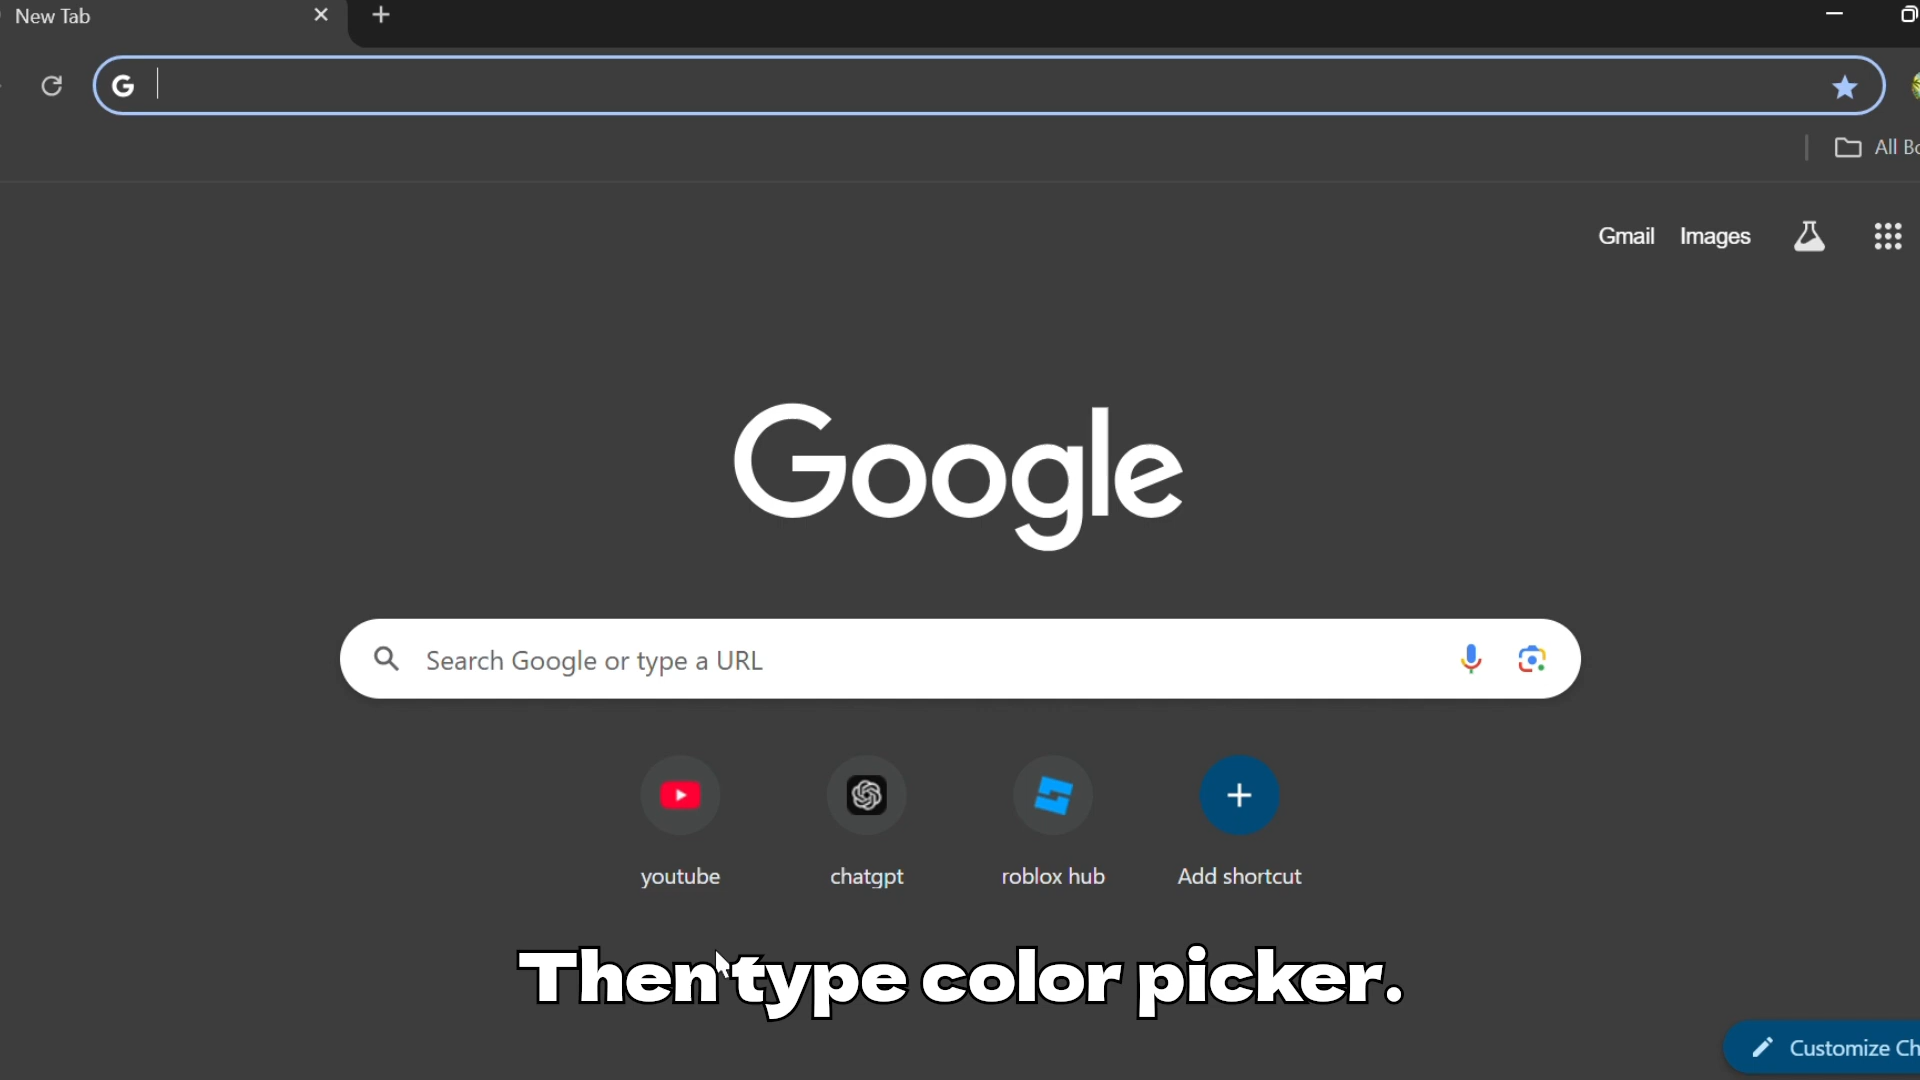 New Tab
G
All Bo
Gmail Images
Google
Search Google or type a URL
youtube chatgpt roblox hub Add shortcut
Then type color picker.
Customize Ch